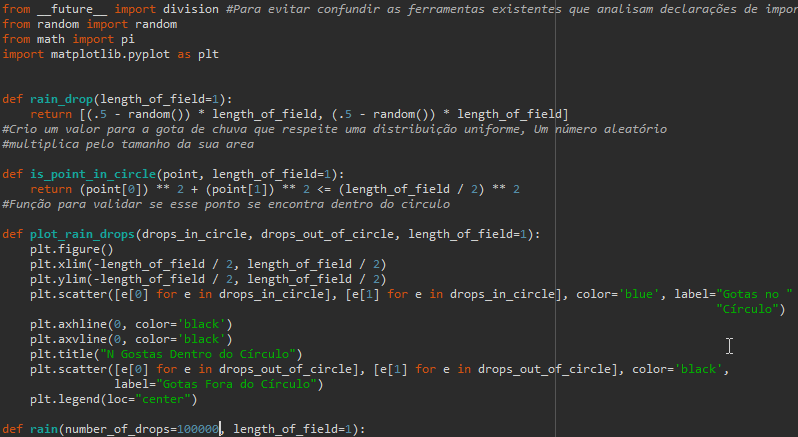 from __future__ import division #Para evitar confundir as ferramentas existentes que analisam declarações de impor
from random import random
from math import pi
import matplotlib.pyplot as plt
def rain_drop(length_of_field=1):
return [(.5 - random()) * length_of_field, (.5 - random()) * length_of_field]
#Crio um valor para a gota de chuva que respeite uma distribuição uniforme, Um número aleatório
#multiplica pelo tamanho da sua area
def is_point_in_circle(point, length_of_field=1):
return (point[0]) ** 2 + (point[1]) ** 2 <= (length_of_field / 2) ** 2
#Função para validar se esse ponto se encontra dentro do circulo
def plot_rain_drops(drops_in_circle, drops_out_of_circle, length_of_field=1):
plt.figure()
plt.xlim(-length_of_field / 2, length_of_field / 2)
plt.ylim(-length_of_field / 2, length_of_field / 2)
plt.scatter([e[0] for e in drops_in_circle], [e[1] for e in drops_in_circle], color='blue', label="Gotas no "
"Círculo")
plt.axhline(0, color='black')
plt.axvline(0, color='black')
plt.title("N Gostas Dentro do Círculo")
plt.scatter([e[0] for e in drops_out_of_circle], [e[1] for e in drops_out_of_circle], color='black',
label="Gotas Fora do Círculo")
plt.legend(loc="center")
def rain(number_of_drops=100000, length_of_field=1):